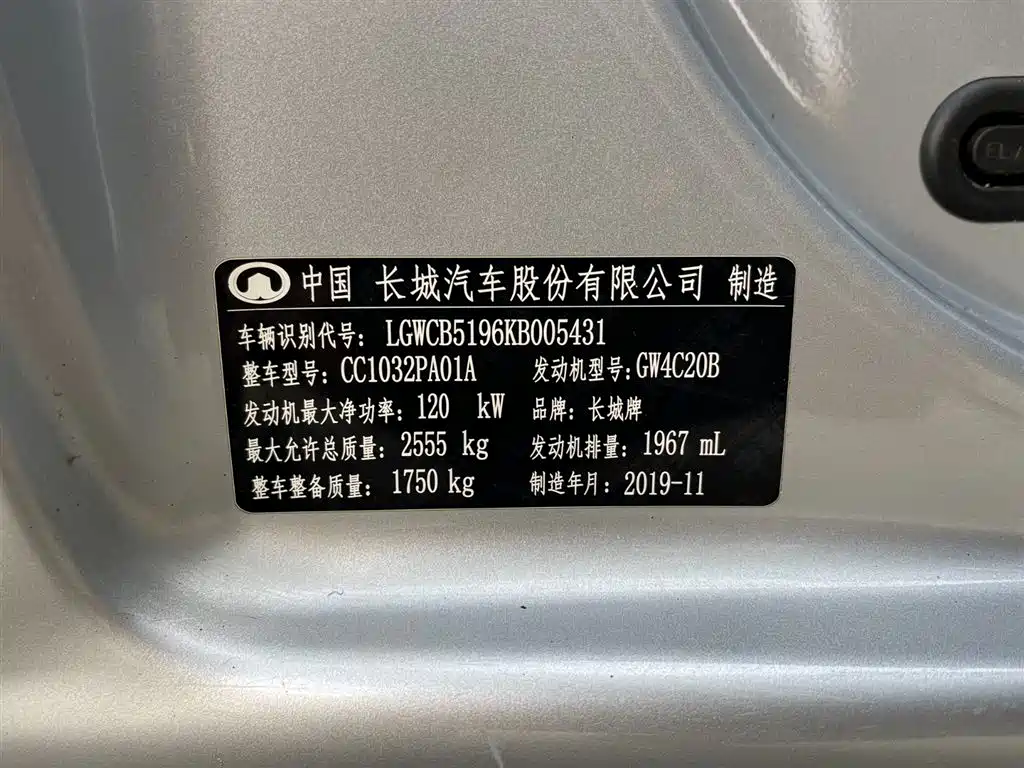 中国 长城汽车股份有限公司 制造
车辆识别代号: LGWCB5196KB005431
整车型号: CC1032PA01A 发动机型号: GW4C20B
发动机最大净功率: 120 kW 品牌: 长城牌
最大允许总质量: 2555 kg 发动机排量: 1967 mL
整车整备质量: 1750 kg 制造年月: 2019-11